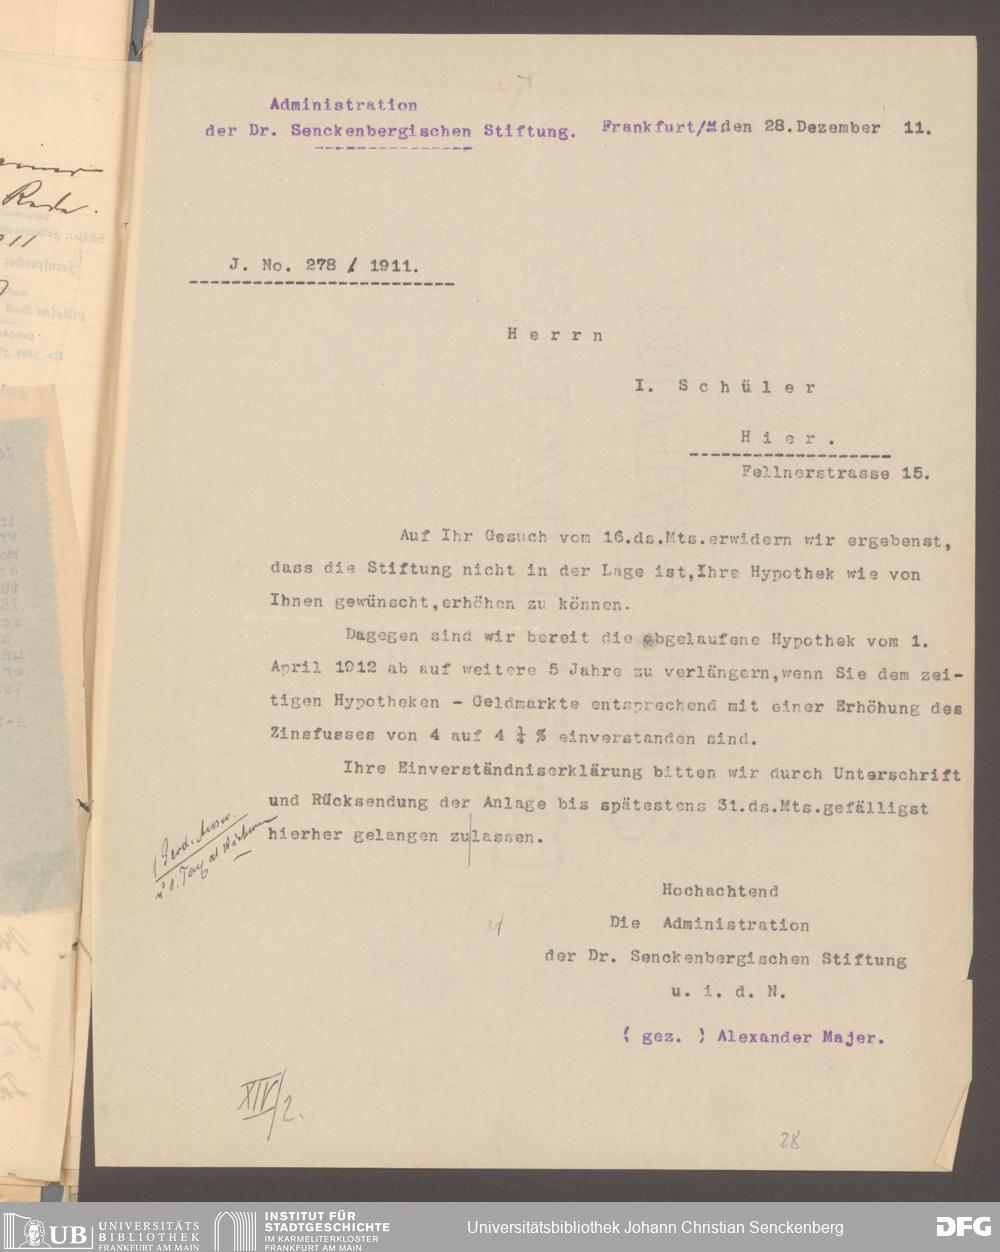 Administration
der Dr. Senckenbergischen Stiftung.
Frankfurt/M den 28.Dezember 11.
J. No. 278 / 1911.
Herrn
I. Schüler
Hier.
Fellnerstrasse 15.
Auf Ihr Gesuch vom 16.ds.Mts.erwidern wir ergebenst,
dass die Stiftung nicht in der Lage ist,Ihre Hypothek wie von
Ihnen gewünscht,erhöhen zu können.
Dagegen sind wir bereit die abgelaufene Hypothek vom 1.
April 1912 ab auf weitere 5 Jahre zu verlängern,wenn Sie dem zei-
tigen Hypotheken - Geldmarkte entsprechend mit einer Erhöhung des
Zinsfusses von 4 auf 4 ¼ % einverstanden sind.
Ihre Einverständniserklärung bitten wir durch Unterschrift
und Rücksendung der Anlage bis spätestens 31.ds.Mts.gefälligst
hierher gelangen zu|lassen.
Hochachtend
Die Administration
der Dr. Senckenbergischen Stiftung
u. i. d. N.
( gez. ) Alexander Majer.
XIV/2.
28
UB UNIVERSITÄTS
BIBLIOTHEK
FRANKFURT AM MAIN
INSTITUT FÜR
STADTGESCHICHTE
IM KARMELITERKLOSTER
FRANKFURT AM MAIN
Universitätsbibliothek Johann Christian Senckenberg
DFG